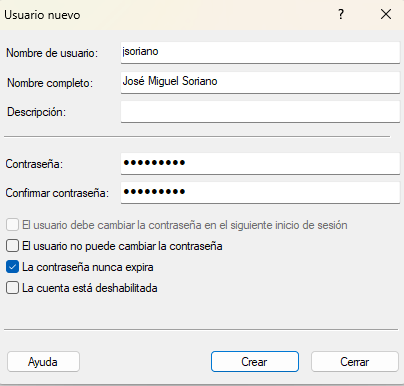 Usuario nuevo
?
Nombre de usuario:
jsoriano
Nombre completo:
José Miguel Soriano
Descripción:
Contraseña:
●●●●●●●●●
Confirmar contraseña:
●●●●●●●●●
El usuario debe cambiar la contraseña en el siguiente inicio de sesión
El usuario no puede cambiar la contraseña
La contraseña nunca expira
La cuenta está deshabilitada
Ayuda
Crear
Cerrar